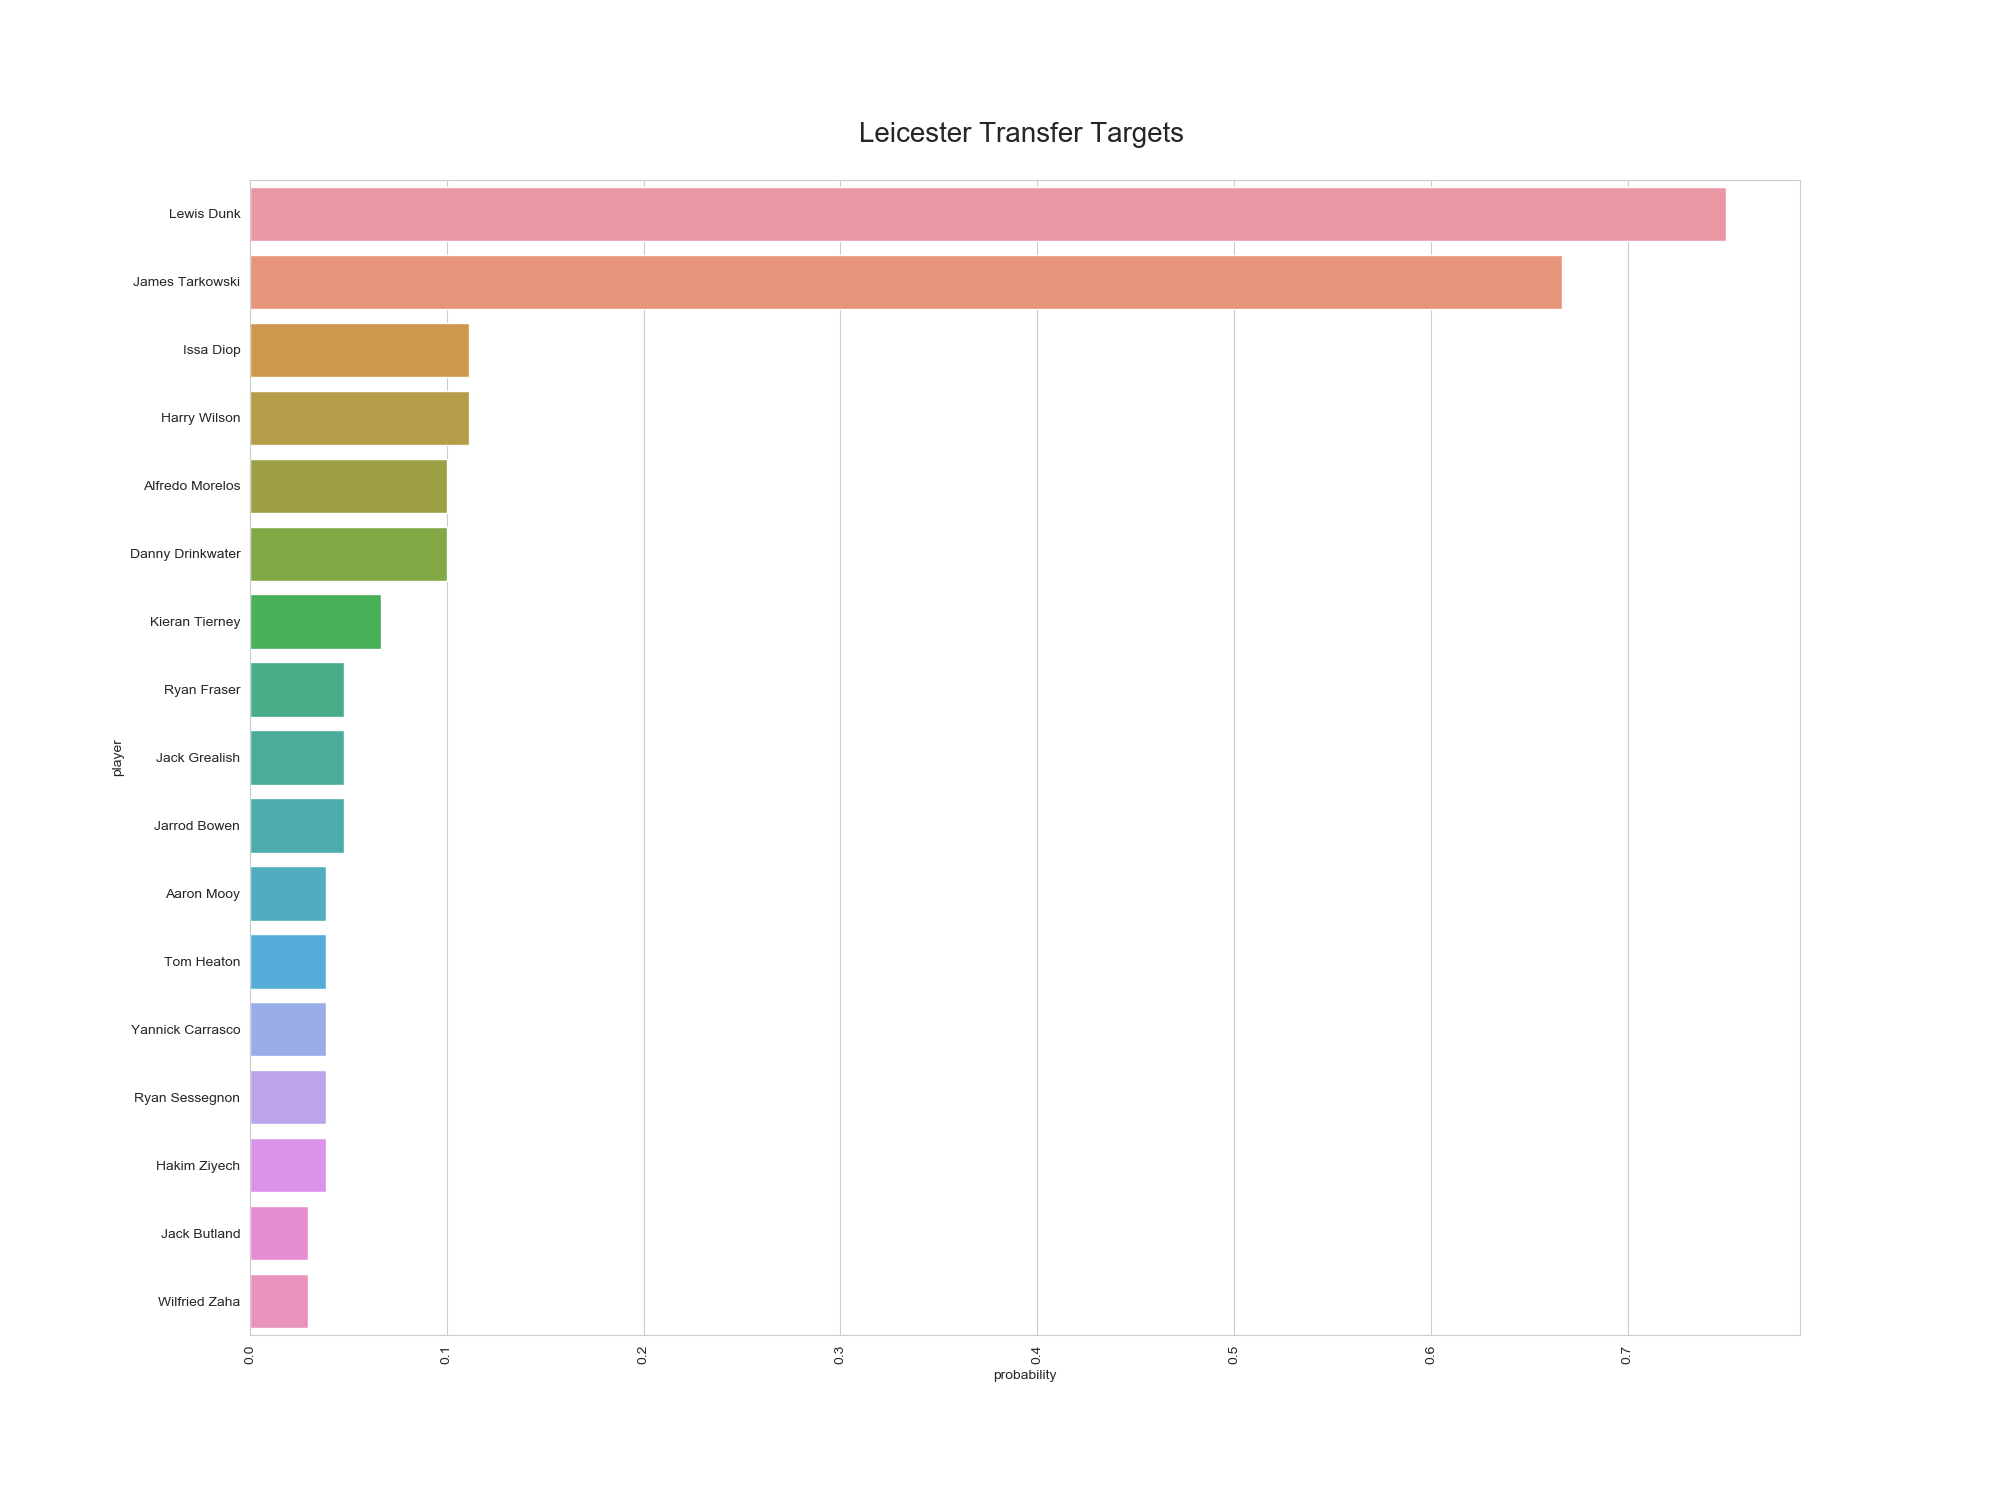 Leicester Transfer Targets
Lewis Dunk
James Tarkowski
Issa Diop
Harry Wilson
Alfredo Morelos
Danny Drinkwater
Kieran Tierney
Ryan Fraser
player
Jack Grealish
Jarrod Bowen
Aaron Mooy
Tom Heaton
Yannick Carrasco
Ryan Sessegnon
Hakim Ziyech
Jack Butland
Wilfried Zaha
0.0 0.1 0.2 0.3 0.4 0.5 0.6 0.7
probability